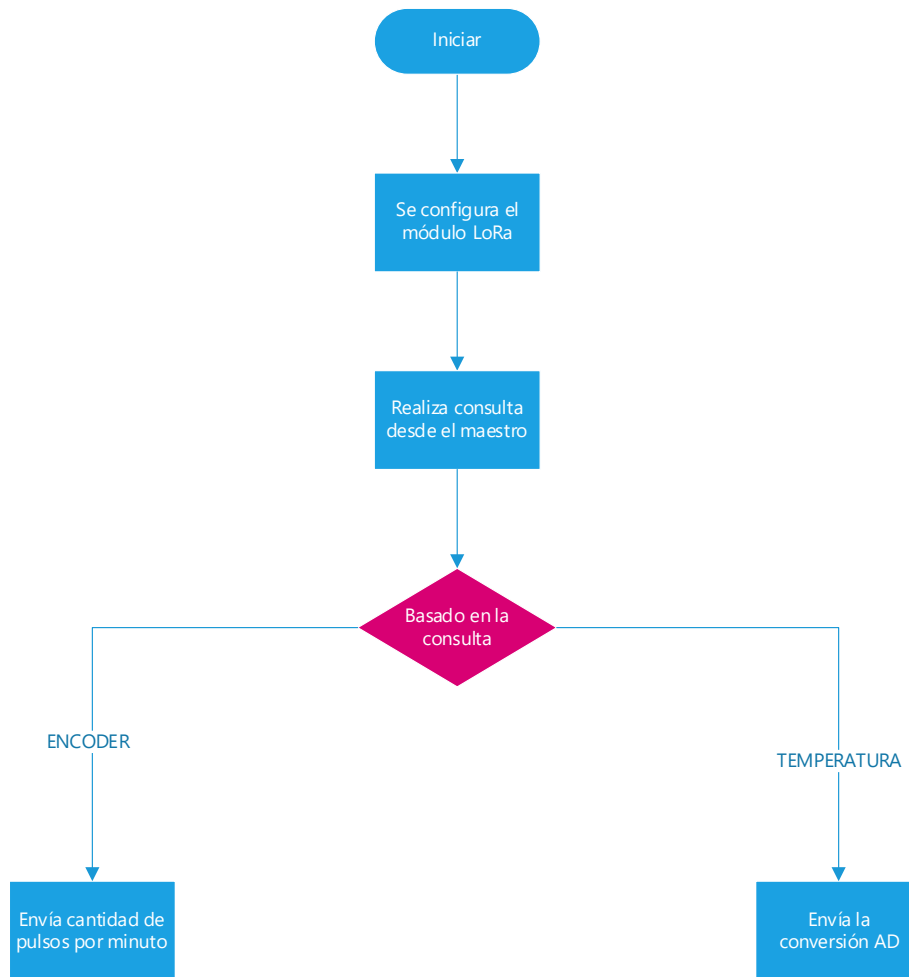 Iniciar
Se configura el
módulo LoRa
Realiza consulta
desde el maestro
Basado en la
consulta
ENCODER
TEMPERATURA
Envía cantidad de
pulsos por minuto
Envía la
conversión AD